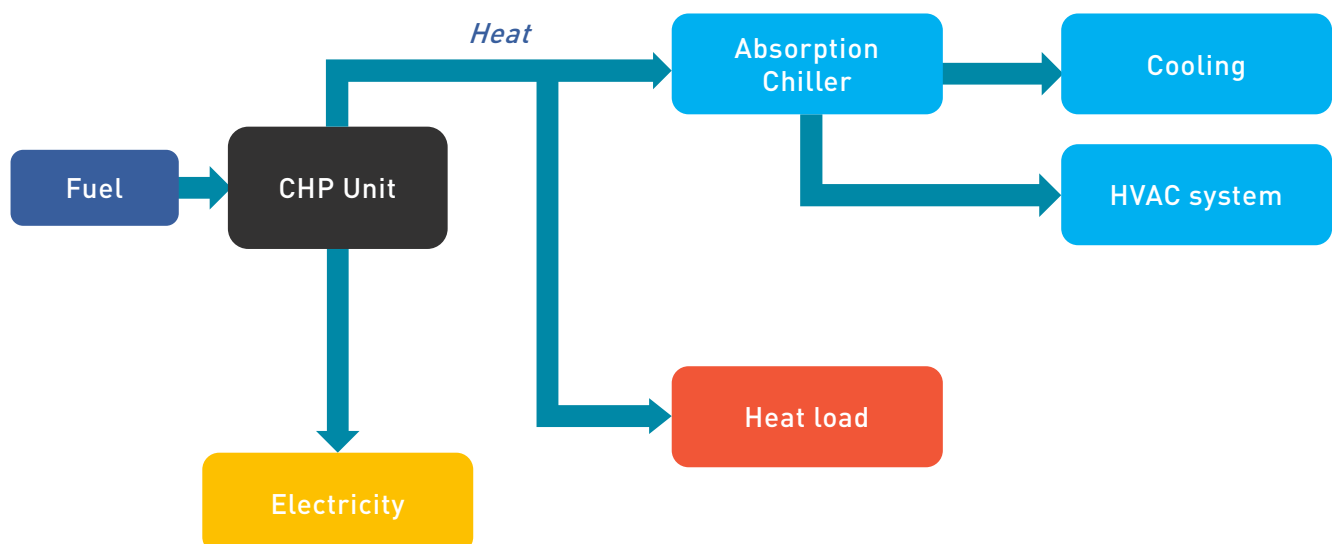 Heat
Absorption
Chiller
Cooling
Fuel
CHP Unit
HVAC system
Heat load
Electricity